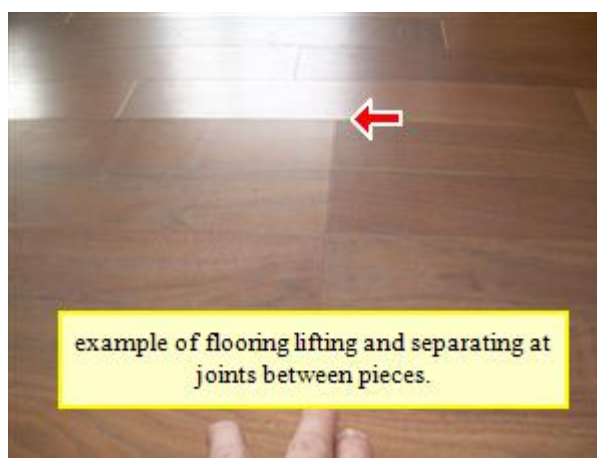 example of flooring lifting and separating at
joints between pieces.